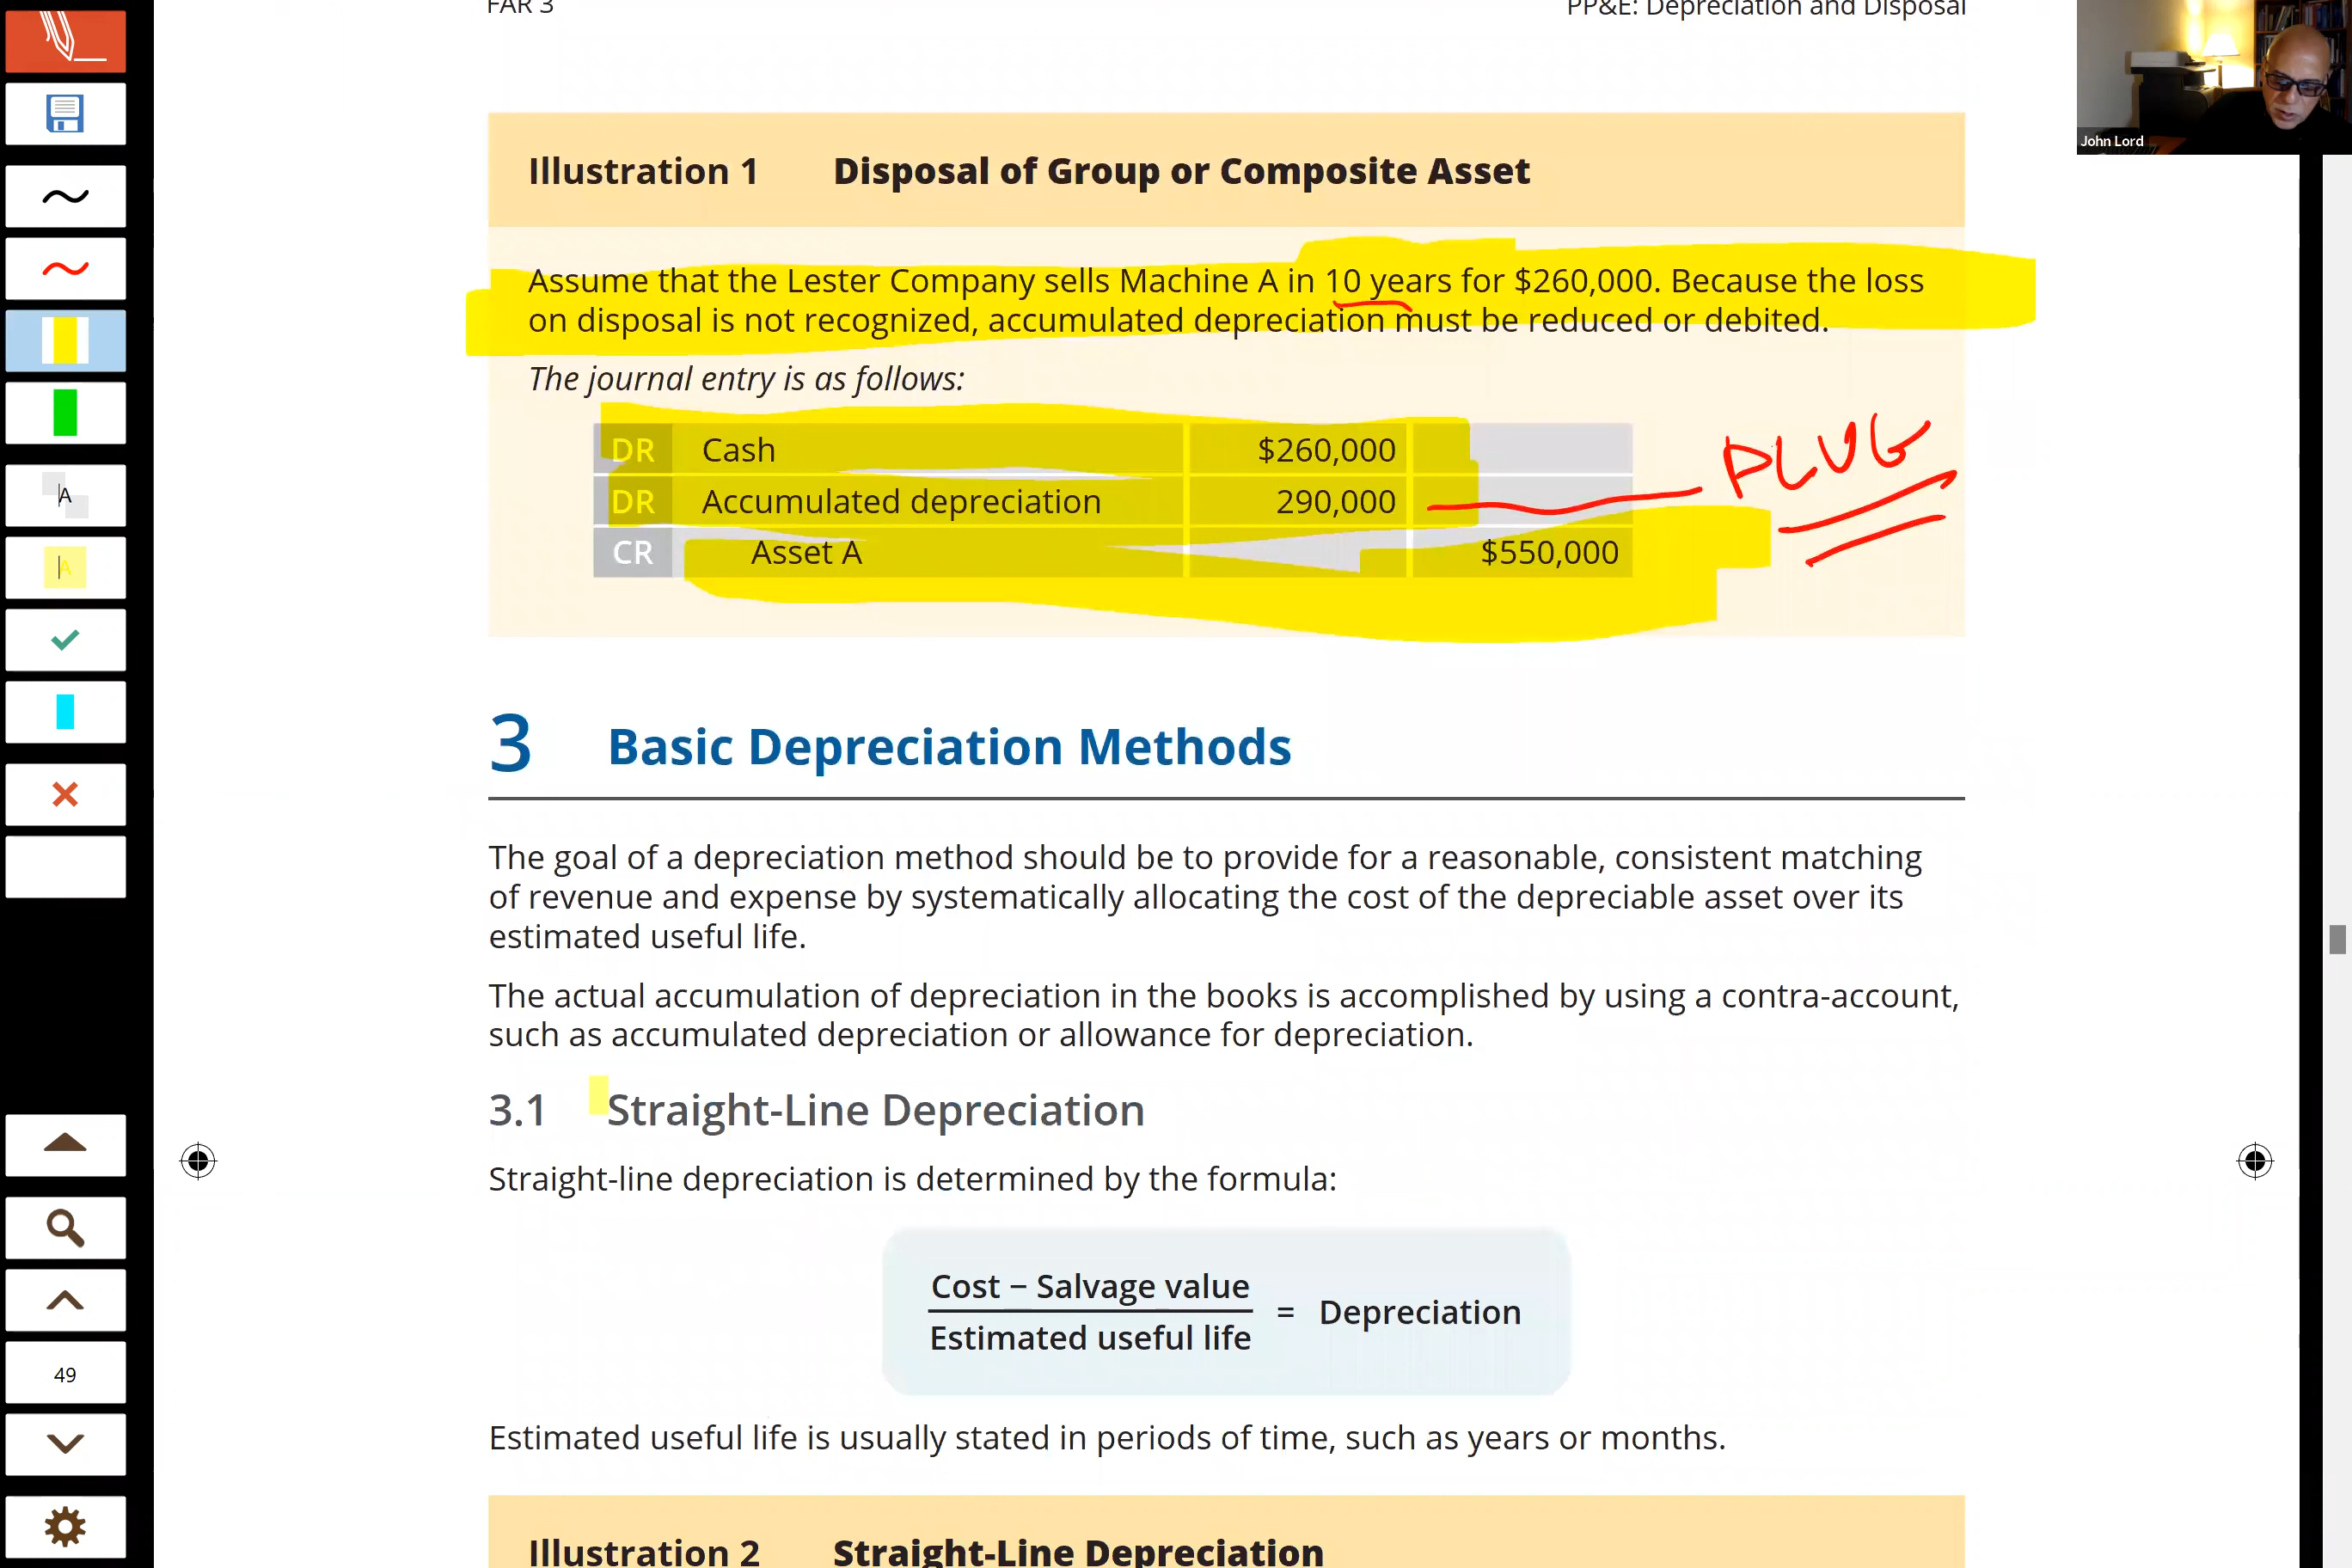 FAR 3
PP&E: Depreciation and Disposal
John Lord
Illustration 1 Disposal of Group or Composite Asset
Assume that the Lester Company sells Machine A in 10 years for $260,000. Because the loss
on disposal is not recognized, accumulated depreciation must be reduced or debited.
The journal entry is as follows:
DR Cash $260,000
DR Accumulated depreciation 290,000
PLUG
CR Asset A $550,000
3 Basic Depreciation Methods
The goal of a depreciation method should be to provide for a reasonable, consistent matching
of revenue and expense by systematically allocating the cost of the depreciable asset over its
estimated useful life.
The actual accumulation of depreciation in the books is accomplished by using a contra-account,
such as accumulated depreciation or allowance for depreciation.
3.1 Straight-Line Depreciation
Straight-line depreciation is determined by the formula:
Cost − Salvage value
= Depreciation
Estimated useful life
Estimated useful life is usually stated in periods of time, such as years or months.
Illustration 2 Straight-Line Depreciation
A
A
49